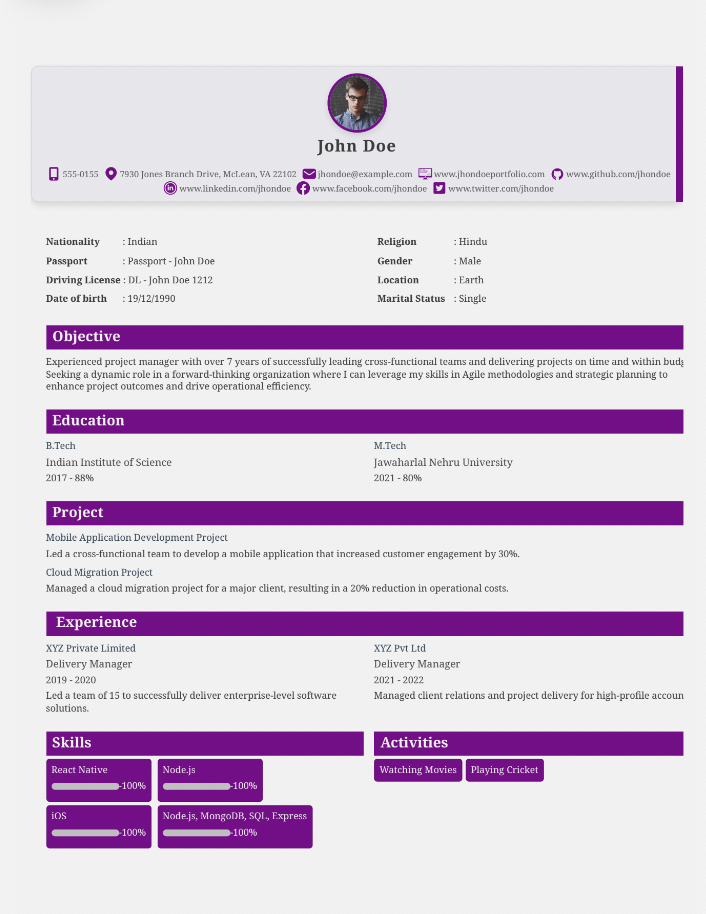 John Doe
555-0155 7930 Jones Branch Drive, McLean, VA 22102 jhondoe@example.com www.jhondoeportfolio.com www.github.com/jhondoe
www.linkedin.com/jhondoe www.facebook.com/jhondoe www.twitter.com/jhondoe
Nationality : Indian
Religion : Hindu
Passport : Passport - John Doe
Gender : Male
Driving License : DL - John Doe 1212
Location : Earth
Date of birth : 19/12/1990
Marital Status : Single
Objective
Experienced project manager with over 7 years of successfully leading cross-functional teams and delivering projects on time and within budg
Seeking a dynamic role in a forward-thinking organization where I can leverage my skills in Agile methodologies and strategic planning to
enhance project outcomes and drive operational efficiency.
Education
B.Tech
Indian Institute of Science
2017 - 88%
M.Tech
Jawaharlal Nehru University
2021 - 80%
Project
Mobile Application Development Project
Led a cross-functional team to develop a mobile application that increased customer engagement by 30%.
Cloud Migration Project
Managed a cloud migration project for a major client, resulting in a 20% reduction in operational costs.
Experience
XYZ Private Limited
Delivery Manager
2019 - 2020
Led a team of 15 to successfully deliver enterprise-level software
solutions.
XYZ Pvt Ltd
Delivery Manager
2021 - 2022
Managed client relations and project delivery for high-profile accoun
Skills
React Native
-100%
Node.js
-100%
iOS
-100%
Node.js, MongoDB, SQL, Express
-100%
Activities
Watching Movies
Playing Cricket